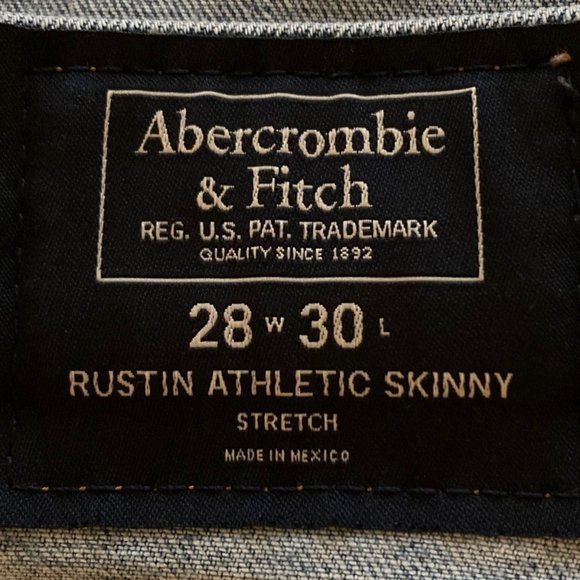 Abercrombie
& Fitch
REG. U.S. PAT. TRADEMARK
QUALITY SINCE 1892
28 W 30 L
RUSTIN ATHLETIC SKINNY
STRETCH
MADE IN MEXICO